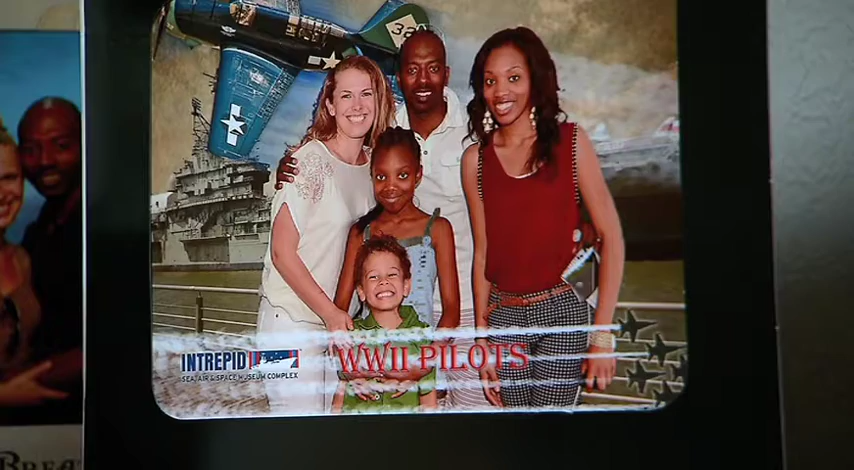 38
INTREPID
SEA, AIR & SPACE MUSEUM COMPLEX
WWII PILOTS